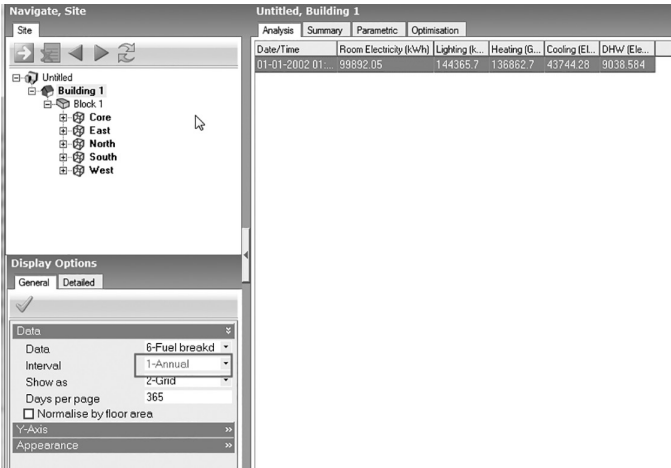 Navigate, Site
Site
Untitled
Building 1
Block 1
Core
East
North
South
West
Display Options
General Detailed
Data
Data 6-Fuel breakd
Interval 1-Annual
Show as 2-Grid
Days per page 365
Normalise by floor area
Y-Axis
Appearance
Untitled, Building 1
Analysis Summary Parametric Optimisation
Date/Time Room Electricity (kWh) Lighting (k... Heating (G... Cooling (El... DHW (Ele...
01-01-2002 01:... 99892.05 144365.7 136862.7 43744.28 9038.584